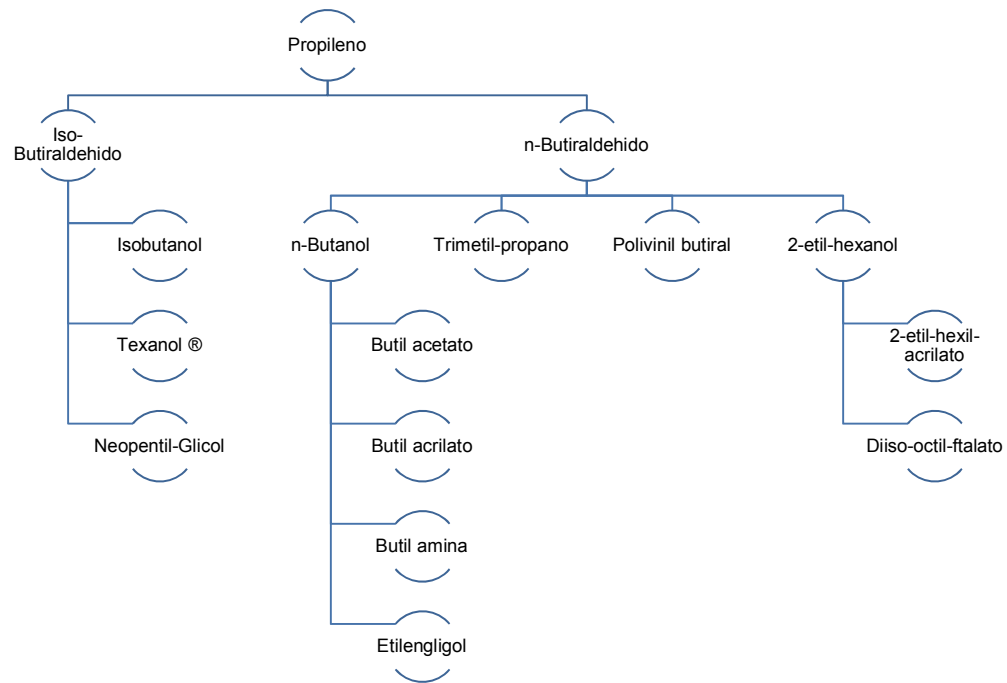 Propileno
Iso-
Butiraldehido
n-Butiraldehido
Isobutanol
n-Butanol
Trimetil-propano
Polivinil butiral
2-etil-hexanol
Texanol ®
Butil acetato
2-etil-hexil-
acrilato
Neopentil-Glicol
Butil acrilato
Diiso-octil-ftalato
Butil amina
Etilengligol